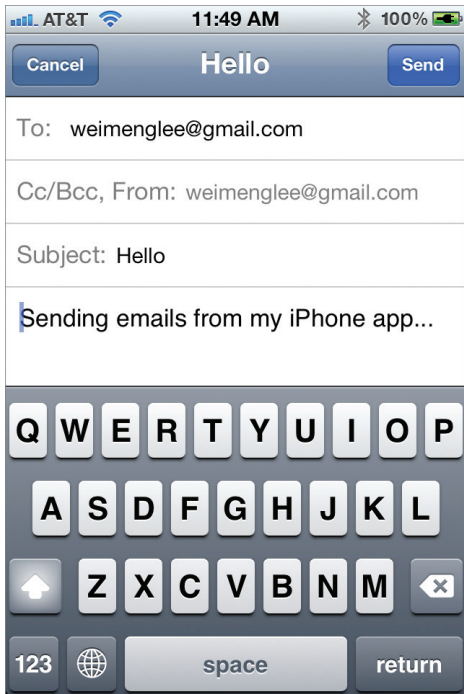 AT&T 11:49 AM 100%
Cancel Hello Send
To: weimenglee@gmail.com
Cc/Bcc, From: weimenglee@gmail.com
Subject: Hello
Sending emails from my iPhone app...
Q W E R T Y U I O P
A S D F G H J K L
Z X C V B N M
123 space return